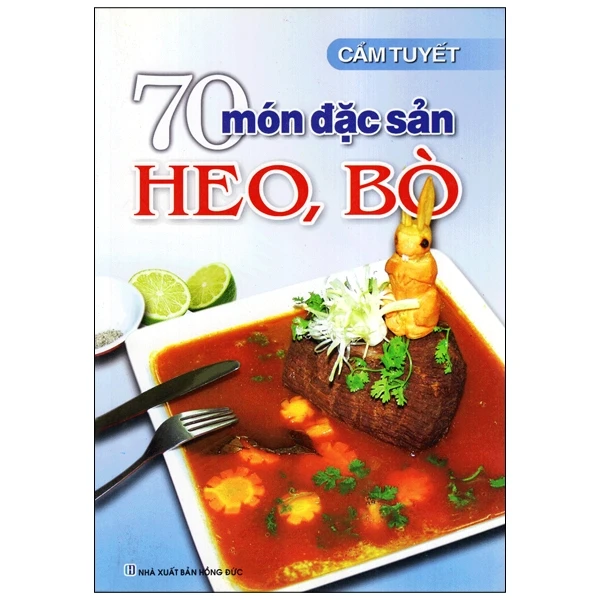 CẨM TUYẾT
70 món đặc sản
HEO, BÒ
NHÀ XUẤT BẢN HỒNG ĐỨC